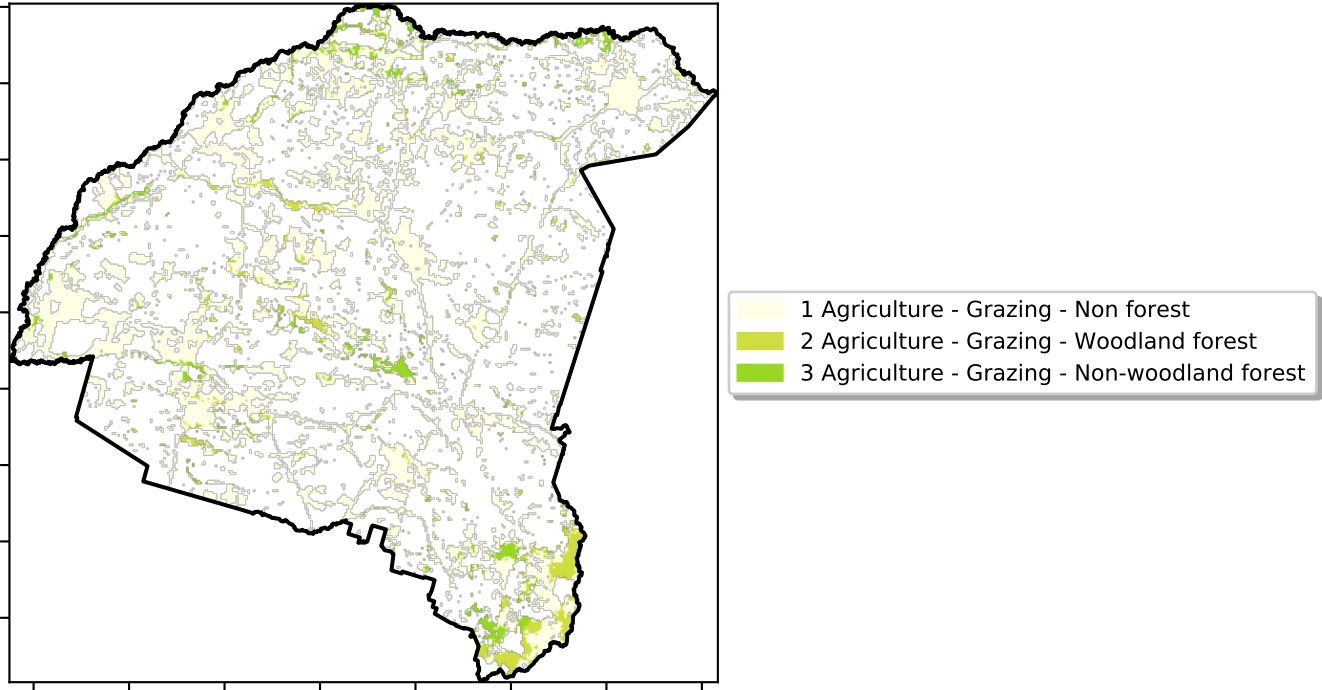 1 Agriculture - Grazing - Non forest
2 Agriculture - Grazing - Woodland forest
3 Agriculture - Grazing - Non-woodland forest